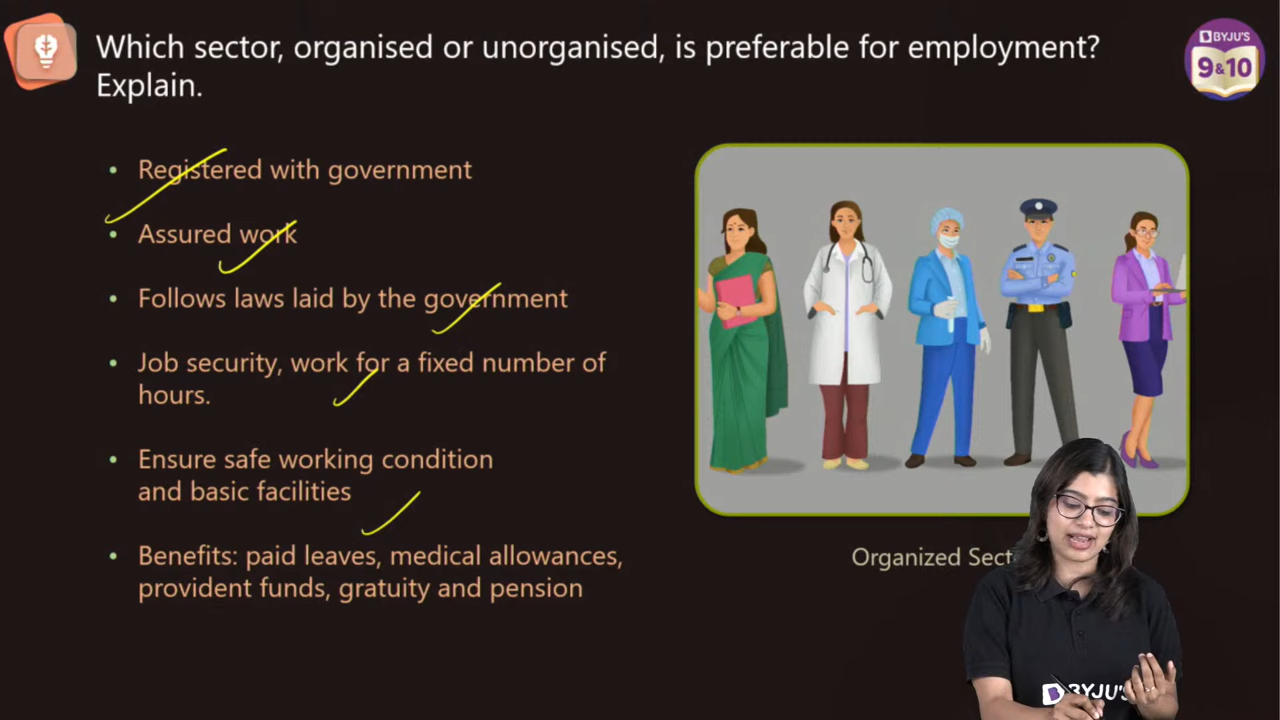 Which sector, organised or unorganised, is preferable for employment?
Explain.
BYJU'S
9&10
• Registered with government
• Assured work
• Follows laws laid by the government
• Job security, work for a fixed number of
hours.
• Ensure safe working condition
and basic facilities
• Benefits: paid leaves, medical allowances,
provident funds, gratuity and pension
Organized
BYJU'S